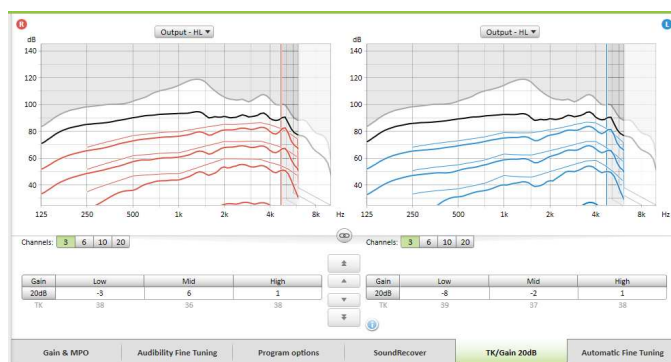 R
Output - HL
Output - HL
L
dB
dB
140
140
120
120
100
100
80
80
60
60
40
40
125 250 500 1k 2k 4k 8k Hz
125 250 500 1k 2k 4k 8k Hz
Channels: 3 6 10 20
Channels: 3 6 10 20
Gain Low Mid High
Gain Low Mid High
20dB -3 6 1
20dB -8 -2 1
TK 38 36 38
TK 39 37 38
Gain & MPO Audibility Fine Tuning Program options SoundRecover TK/Gain 20dB Automatic Fine Tuning